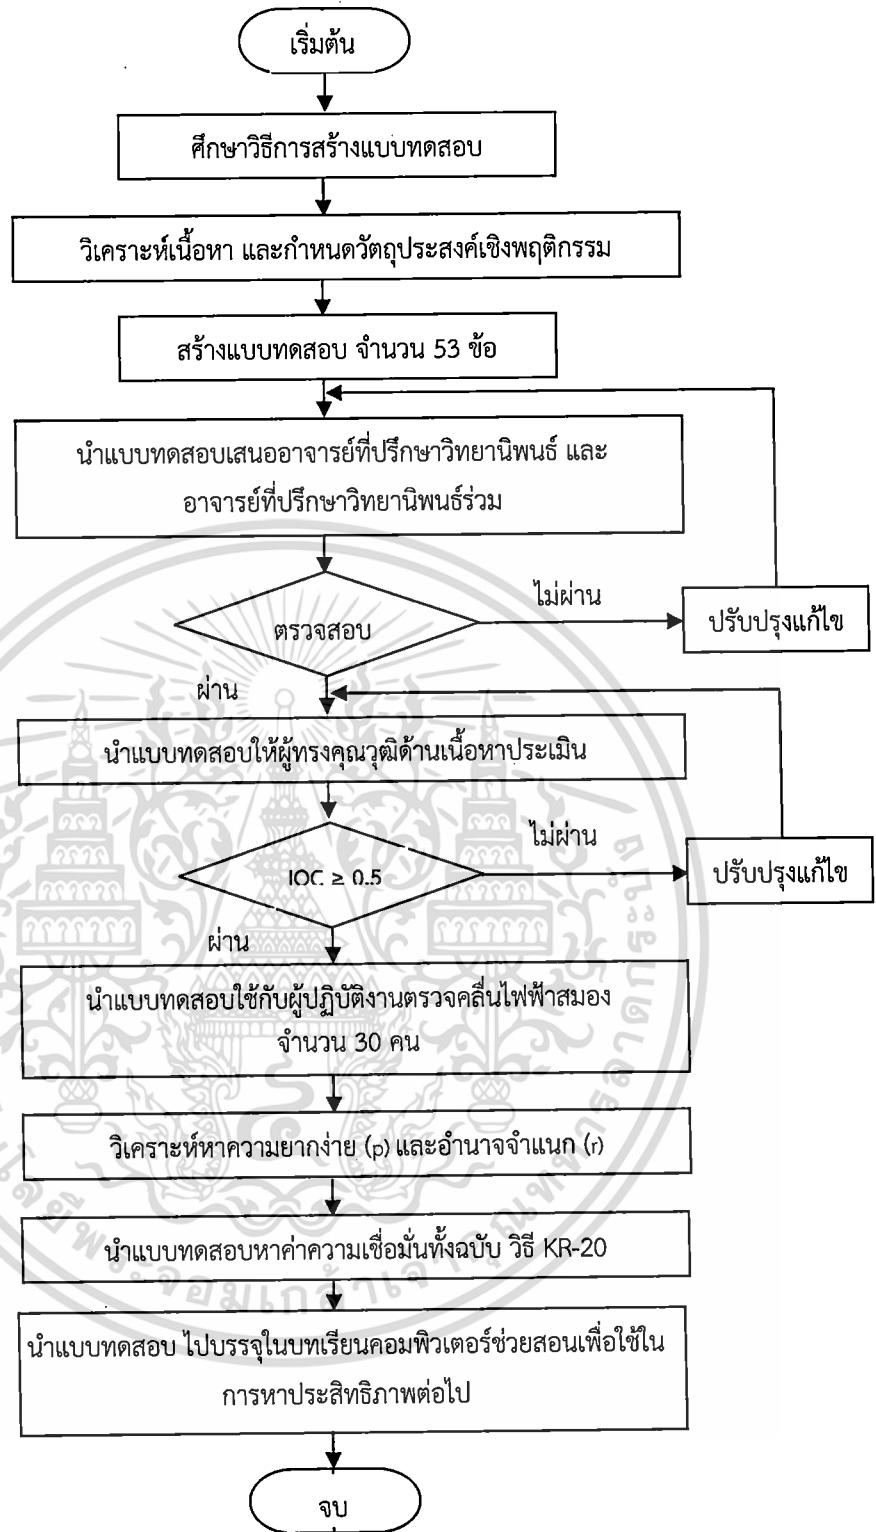 เริ่มต้น
ศึกษาวิธีการสร้างแบบทดสอบ
วิเคราะห์เนื้อหา และกำหนดวัตถุประสงค์เชิงพฤติกรรม
สร้างแบบทดสอบ จำนวน 53 ข้อ
นำแบบทดสอบเสนออาจารย์ที่ปรึกษาวิทยานิพนธ์ และ
อาจารย์ที่ปรึกษาวิทยานิพนธ์ร่วม
ไม่ผ่าน
ตรวจสอบ
ปรับปรุงแก้ไข
ผ่าน
นำแบบทดสอบให้ผู้ทรงคุณวุฒิด้านเนื้อหาประเมิน
ไม่ผ่าน
IOC ≥ 0.5
ปรับปรุงแก้ไข
ผ่าน
นำแบบทดสอบใช้กับผู้ปฏิบัติงานตรวจคลื่นไฟฟ้าสมอง
จำนวน 30 คน
วิเคราะห์หาความยากง่าย (p) และอำนาจจำแนก (r)
นำแบบทดสอบหาค่าความเชื่อมั่นทั้งฉบับ วิธี KR-20
นำแบบทดสอบ ไปบรรจุในบทเรียนคอมพิวเตอร์ช่วยสอนเพื่อใช้ใน
การหาประสิทธิภาพต่อไป
จบ